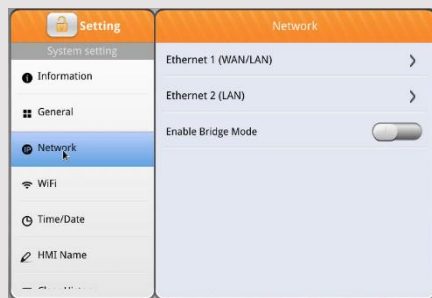 Setting
System setting
Information
General
Network
WiFi
Time/Date
HMI Name
Network
Ethernet 1 (WAN/LAN)
Ethernet 2 (LAN)
Enable Bridge Mode